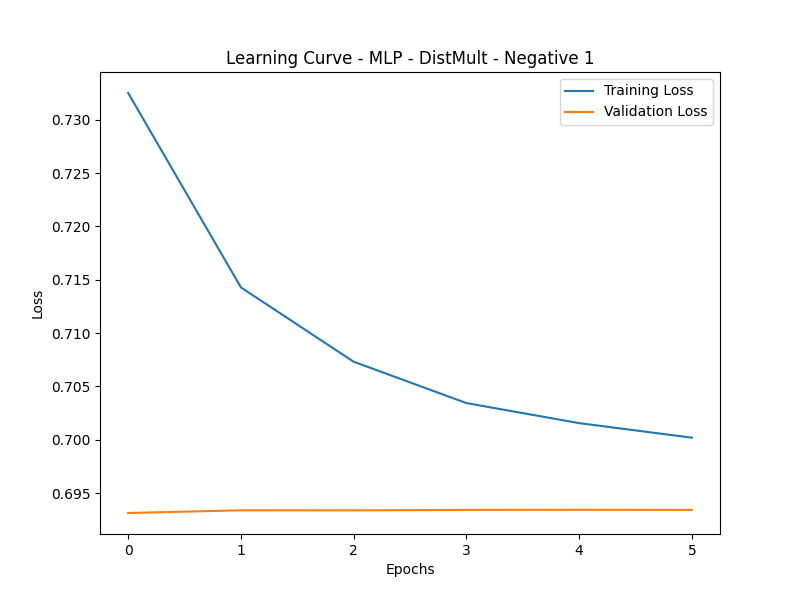 Learning Curve - MLP - DistMult - Negative 1
Training Loss
Validation Loss
0.730
0.725
0.720
0.715
0.710
0.705
0.700
0.695
Loss
0 1 2 3 4 5
Epochs